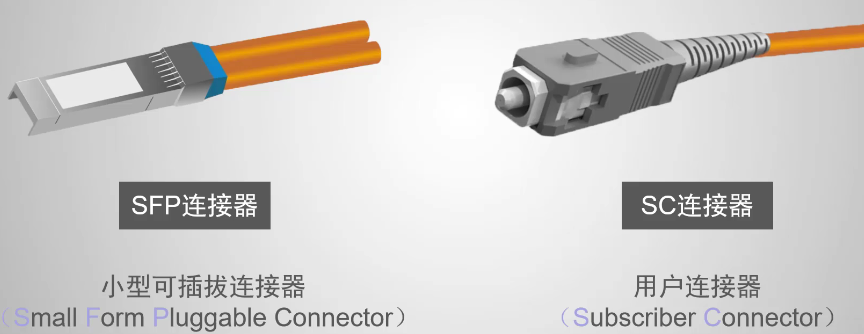 SFP连接器
小型可插拔连接器
（Small Form Pluggable Connector）
SC连接器
用户连接器
（Subscriber Connector）